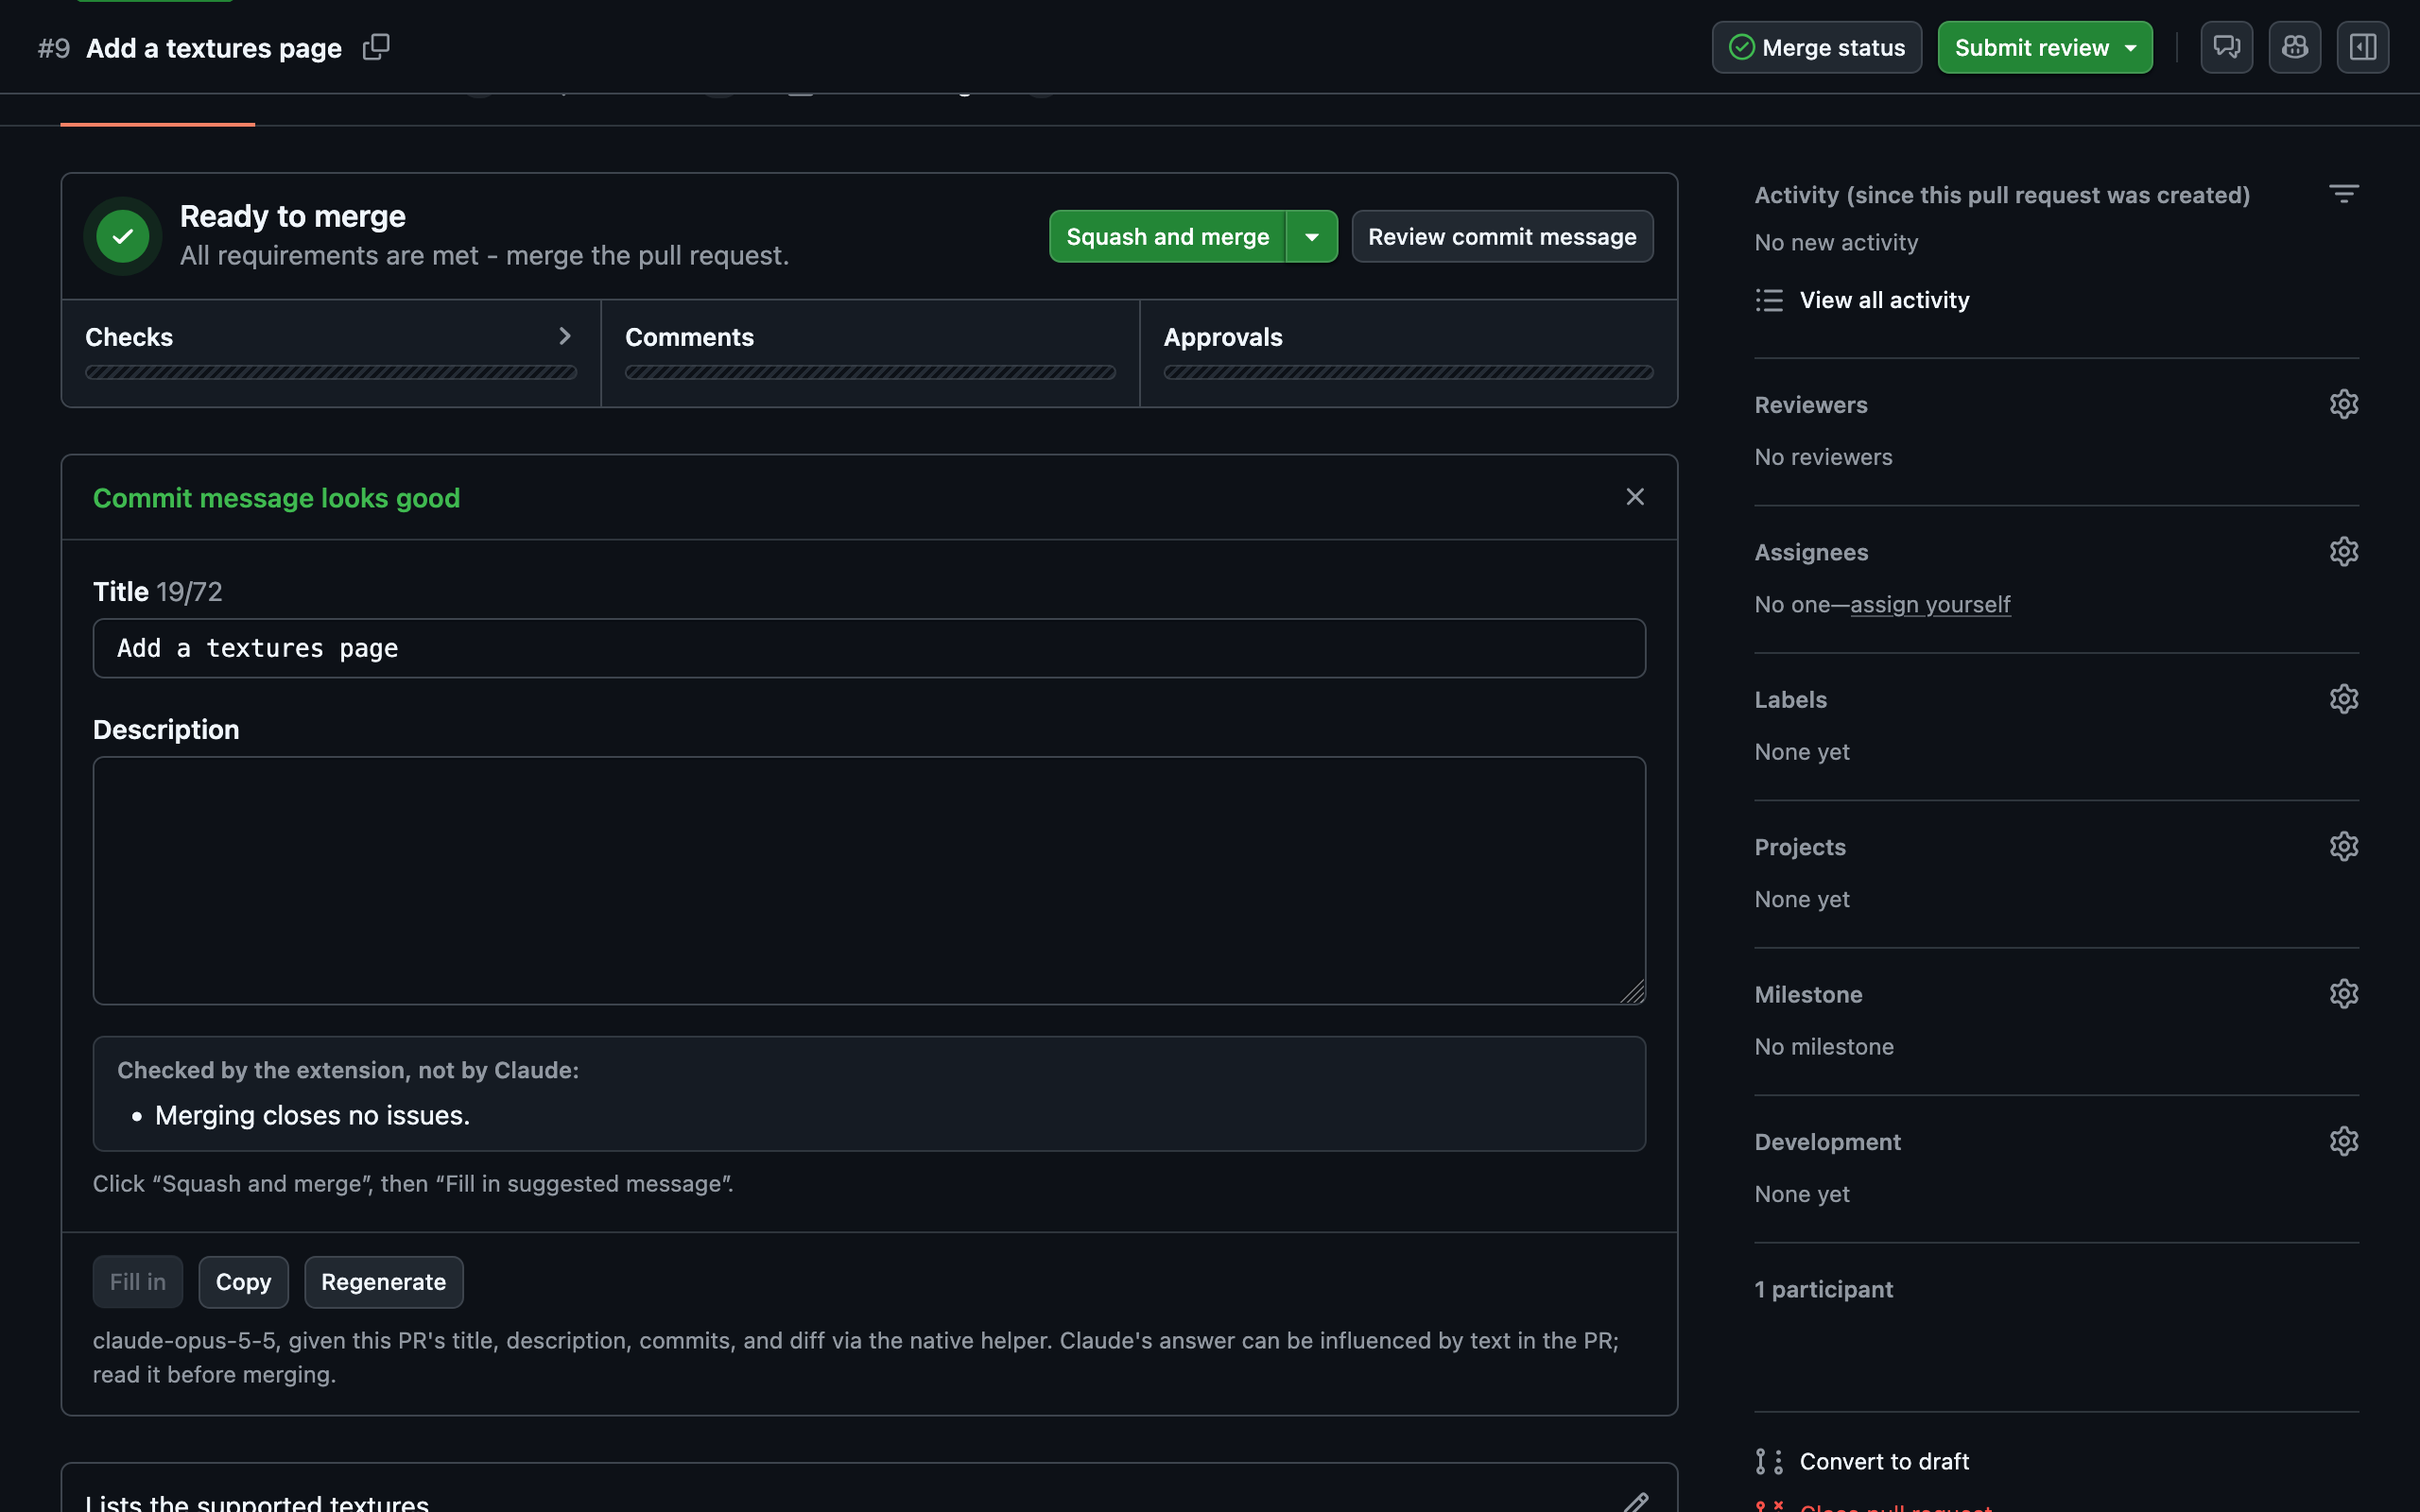 #9 Add a textures page
Merge status
Submit review
Ready to merge
All requirements are met - merge the pull request.
Squash and merge
Review commit message
Checks
Comments
Approvals
Commit message looks good
Title 19/72
Add a textures page
Description
Checked by the extension, not by Claude:
• Merging closes no issues.
Click “Squash and merge”, then “Fill in suggested message”.
Fill in
Copy
Regenerate
claude-opus-5-5, given this PR's title, description, commits, and diff via the native helper. Claude's answer can be influenced by text in the PR;
read it before merging.
Lists the supported textures
Activity (since this pull request was created)
No new activity
View all activity
Reviewers
No reviewers
Assignees
No one—assign yourself
Labels
None yet
Projects
None yet
Milestone
No milestone
Development
None yet
1 participant
Convert to draft
Close pull request